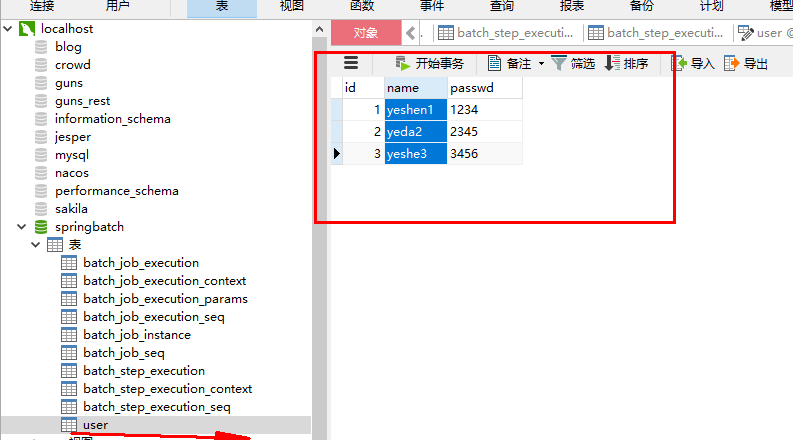 连接 用户 表 视图 函数 事件 查询 报表 备份 计划 模型
localhost
blog
crowd
guns
guns_rest
information_schema
jesper
mysql
nacos
performance_schema
sakila
springbatch
表
batch_job_execution
batch_job_execution_context
batch_job_execution_params
batch_job_execution_seq
batch_job_instance
batch_job_seq
batch_step_execution
batch_step_execution_context
batch_step_execution_seq
user
视图
对象 batch_step_executi... batch_step_executi... user @
开始事务 备注 筛选 排序 导入 导出
id name passwd
1 yeshen1 1234
2 yeda2 2345
3 yeshe3 3456